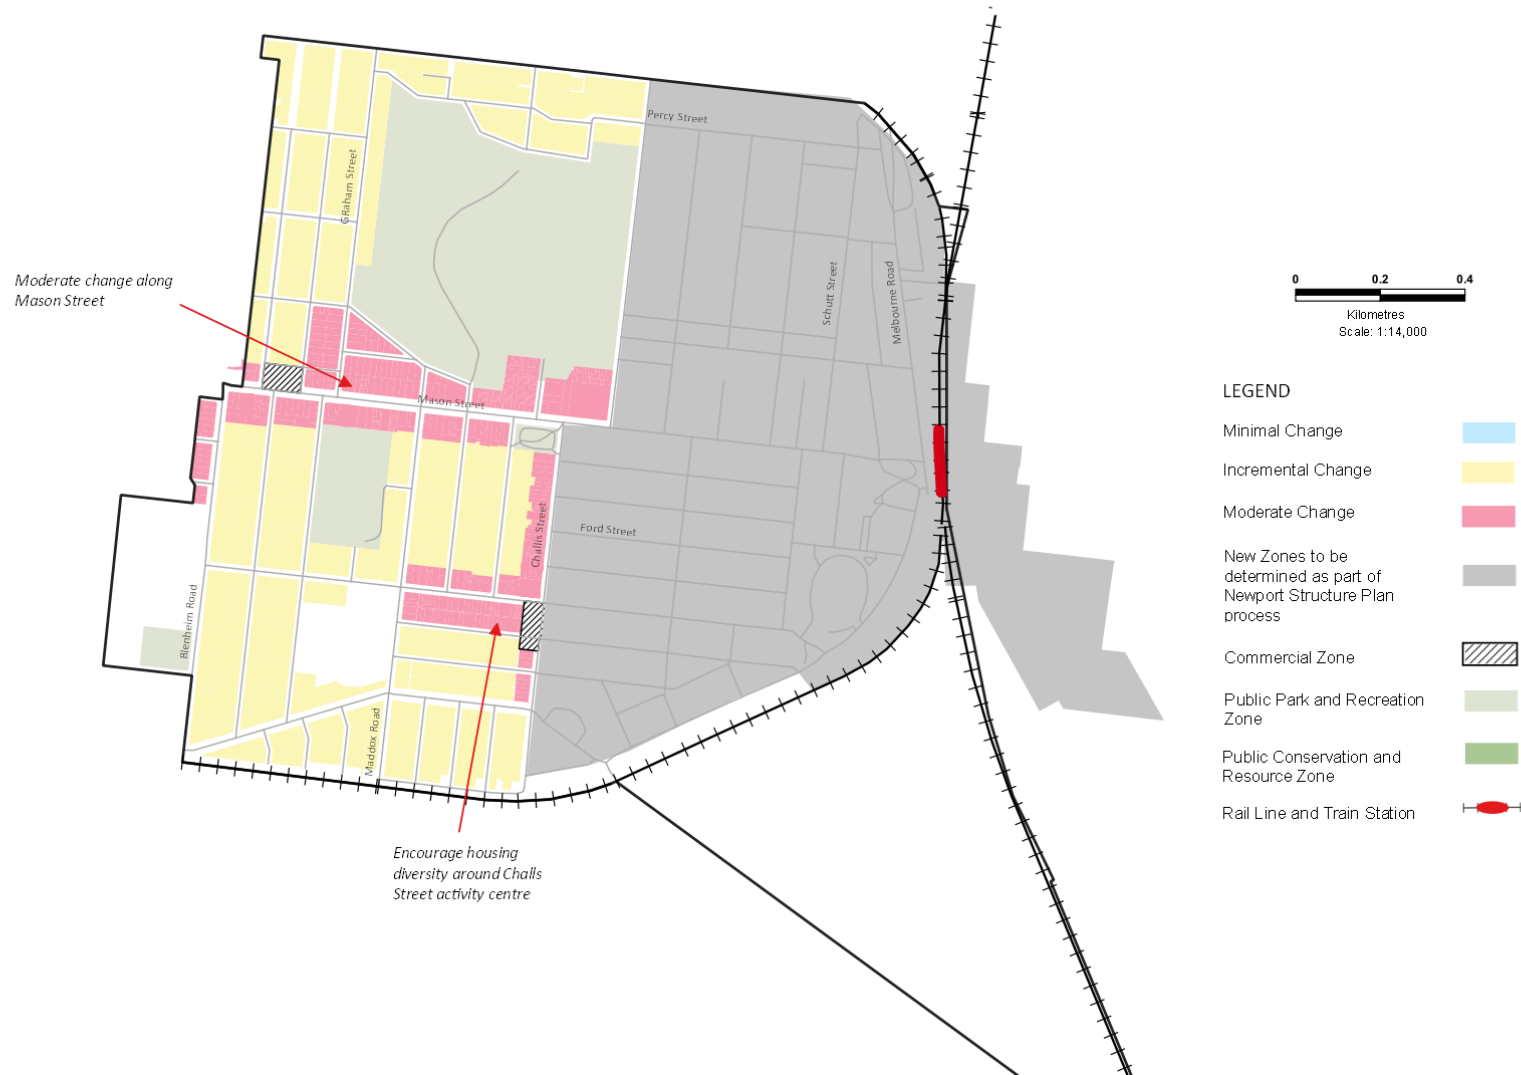 Percy Street
GRaham Street
Moderate change along
Mason Street
Schutt Street
Melbourne Road
0 0.2 0.4
Kilometres
Scale: 1:14,000
LEGEND
Minimal Change
Incremental Change
Moderate Change
New Zones to be
determined as part of
Newport Structure Plan
process
Commercial Zone
Public Park and Recreation
Zone
Public Conservation and
Resource Zone
Rail Line and Train Station
Mason Street
Ford Street
Challis Street
Blenheim Road
Maddox Road
Encourage housing
diversity around Challs
Street activity centre